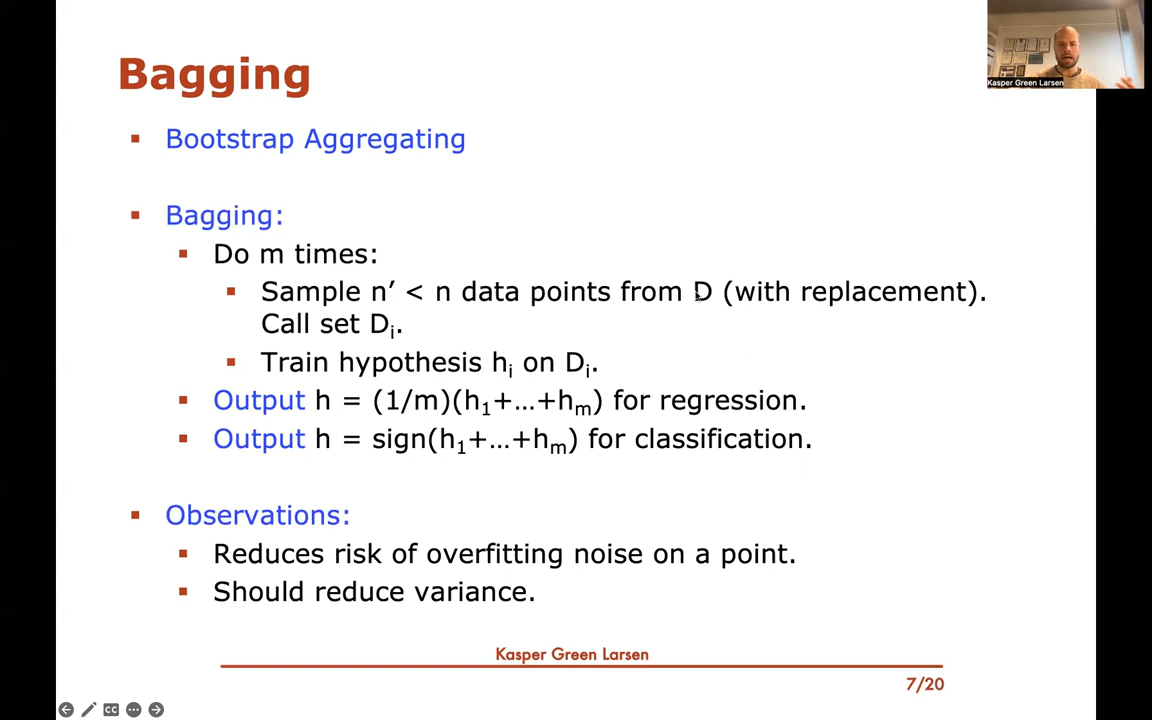 Bagging
Kasper Green Larsen
Bootstrap Aggregating
Bagging:
Do m times:
Sample n’ < n data points from D (with replacement).
Call set Dᵢ.
Train hypothesis hᵢ on Dᵢ.
Output h = (1/m)(h₁+…+hₘ) for regression.
Output h = sign(h₁+…+hₘ) for classification.
Observations:
Reduces risk of overfitting noise on a point.
Should reduce variance.
Kasper Green Larsen
7/20
CC